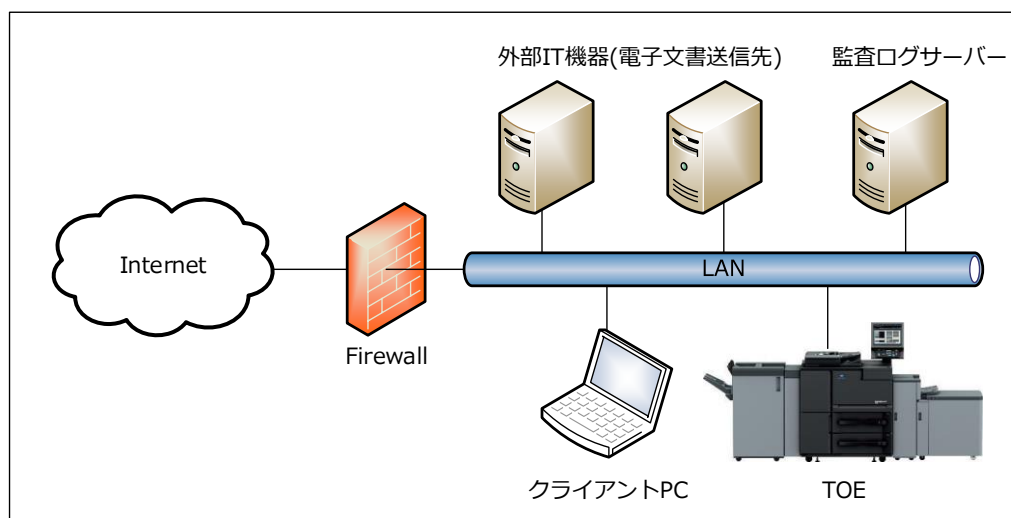 外部IT機器(電子文書送信先)
監査ログサーバー
Internet
LAN
Firewall
クライアントPC
TOE